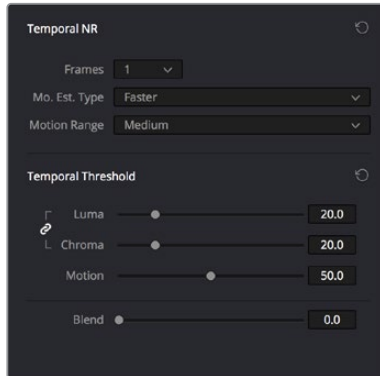 Temporal NR
Frames 1
Mo. Est. Type Faster
Motion Range Medium
Temporal Threshold
Luma 20.0
Chroma 20.0
Motion 50.0
Blend 0.0